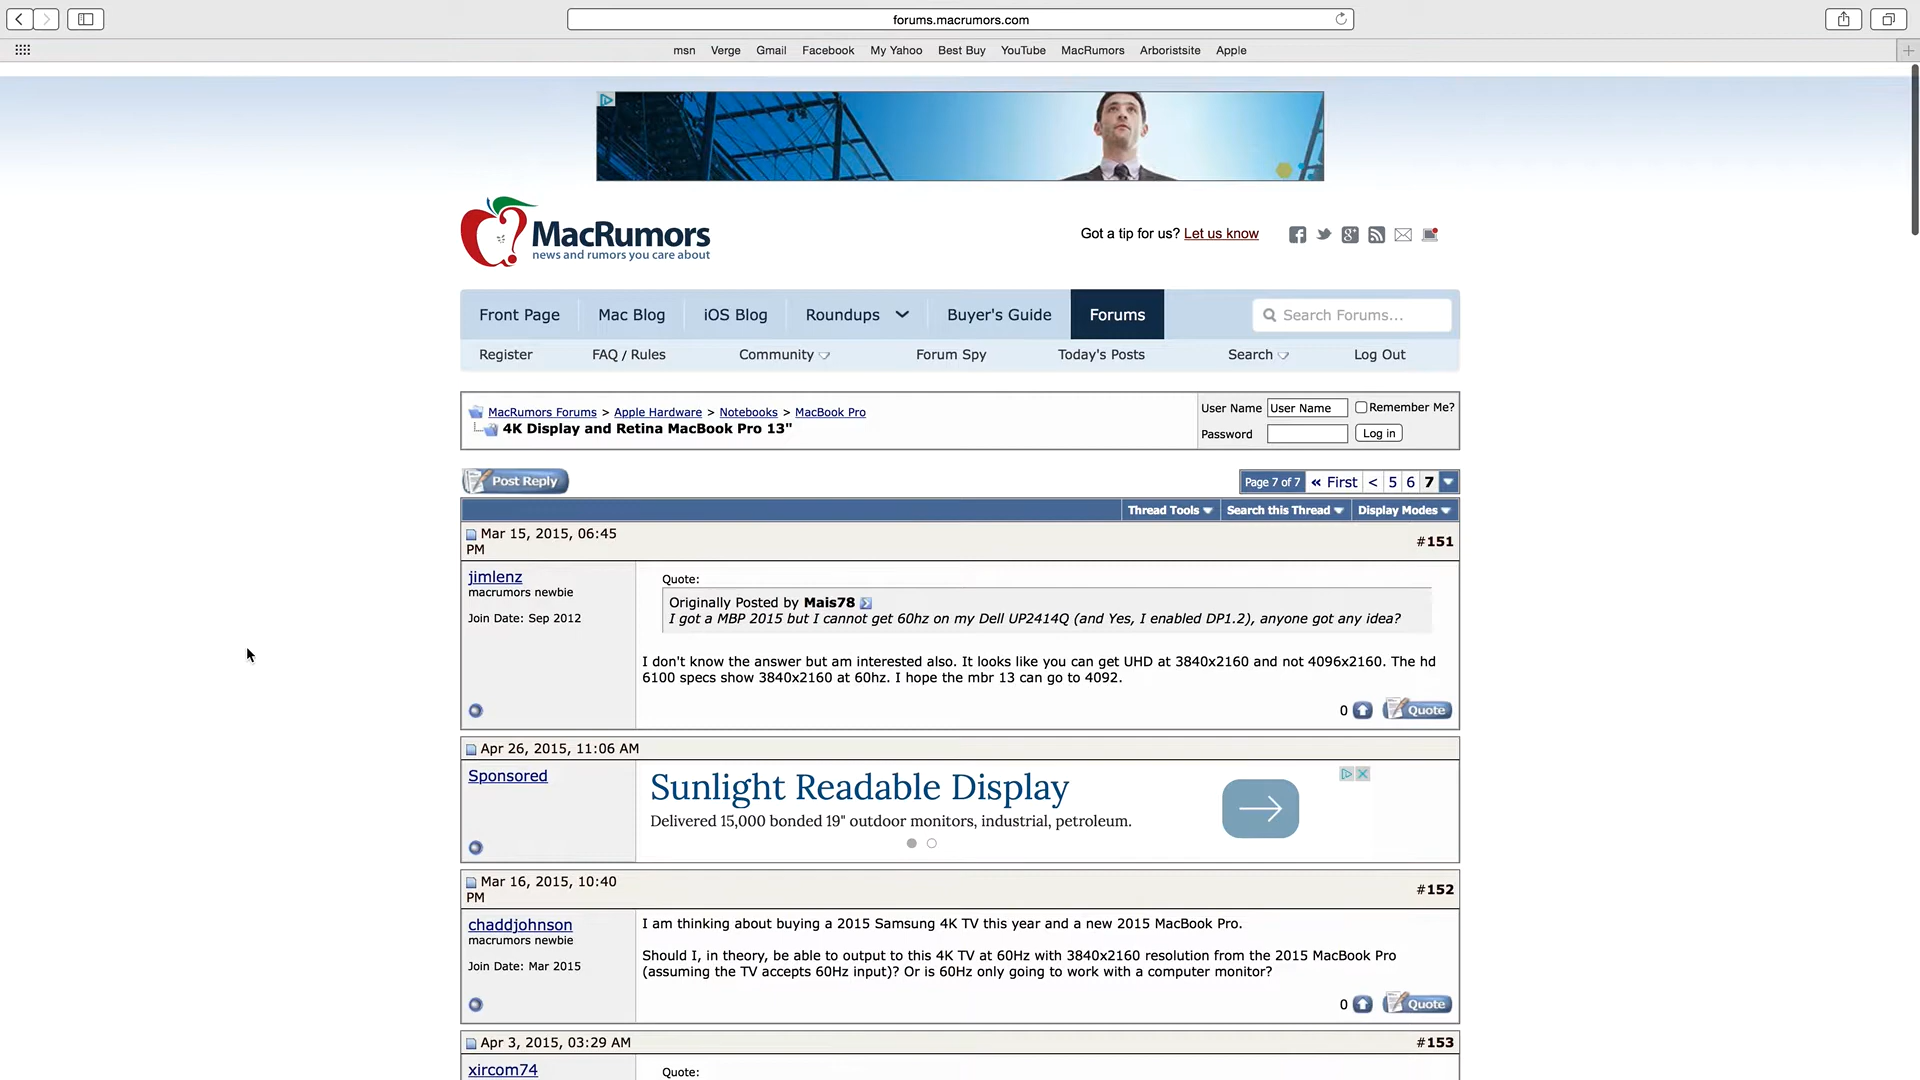 forums.macrumors.com
msn Verge Gmail Facebook My Yahoo Best Buy YouTube MacRumors Arboristsite Apple
MacRumors
news and rumors you care about
Got a tip for us? Let us know
Front Page Mac Blog iOS Blog Roundups Buyer's Guide Forums Search Forums...
Register FAQ / Rules Community Forum Spy Today's Posts Search Log Out
MacRumors Forums > Apple Hardware > Notebooks > MacBook Pro
4K Display and Retina MacBook Pro 13"
User Name User Name Remember Me?
Password Log in
Post Reply
Page 7 of 7 « First < 5 6 7
Thread Tools Search this Thread Display Modes
Mar 15, 2015, 06:45
PM
#151
jimlenz
macrumors newbie
Join Date: Sep 2012
Quote:
Originally Posted by Mais78
I got a MBP 2015 but I cannot get 60hz on my Dell UP2414Q (and Yes, I enabled DP1.2), anyone got any idea?
I don't know the answer but am interested also. It looks like you can get UHD at 3840x2160 and not 4096x2160. The hd
6100 specs show 3840x2160 at 60hz. I hope the mbr 13 can go to 4092.
0 Quote
Apr 26, 2015, 11:06 AM
Sponsored
Sunlight Readable Display
Delivered 15,000 bonded 19" outdoor monitors, industrial, petroleum.
Mar 16, 2015, 10:40
PM
#152
chaddjohnson
macrumors newbie
Join Date: Mar 2015
I am thinking about buying a 2015 Samsung 4K TV this year and a new 2015 MacBook Pro.
Should I, in theory, be able to output to this 4K TV at 60Hz with 3840x2160 resolution from the 2015 MacBook Pro
(assuming the TV accepts 60Hz input)? Or is 60Hz only going to work with a computer monitor?
0 Quote
Apr 3, 2015, 03:29 AM
#153
xircom74
Quote: